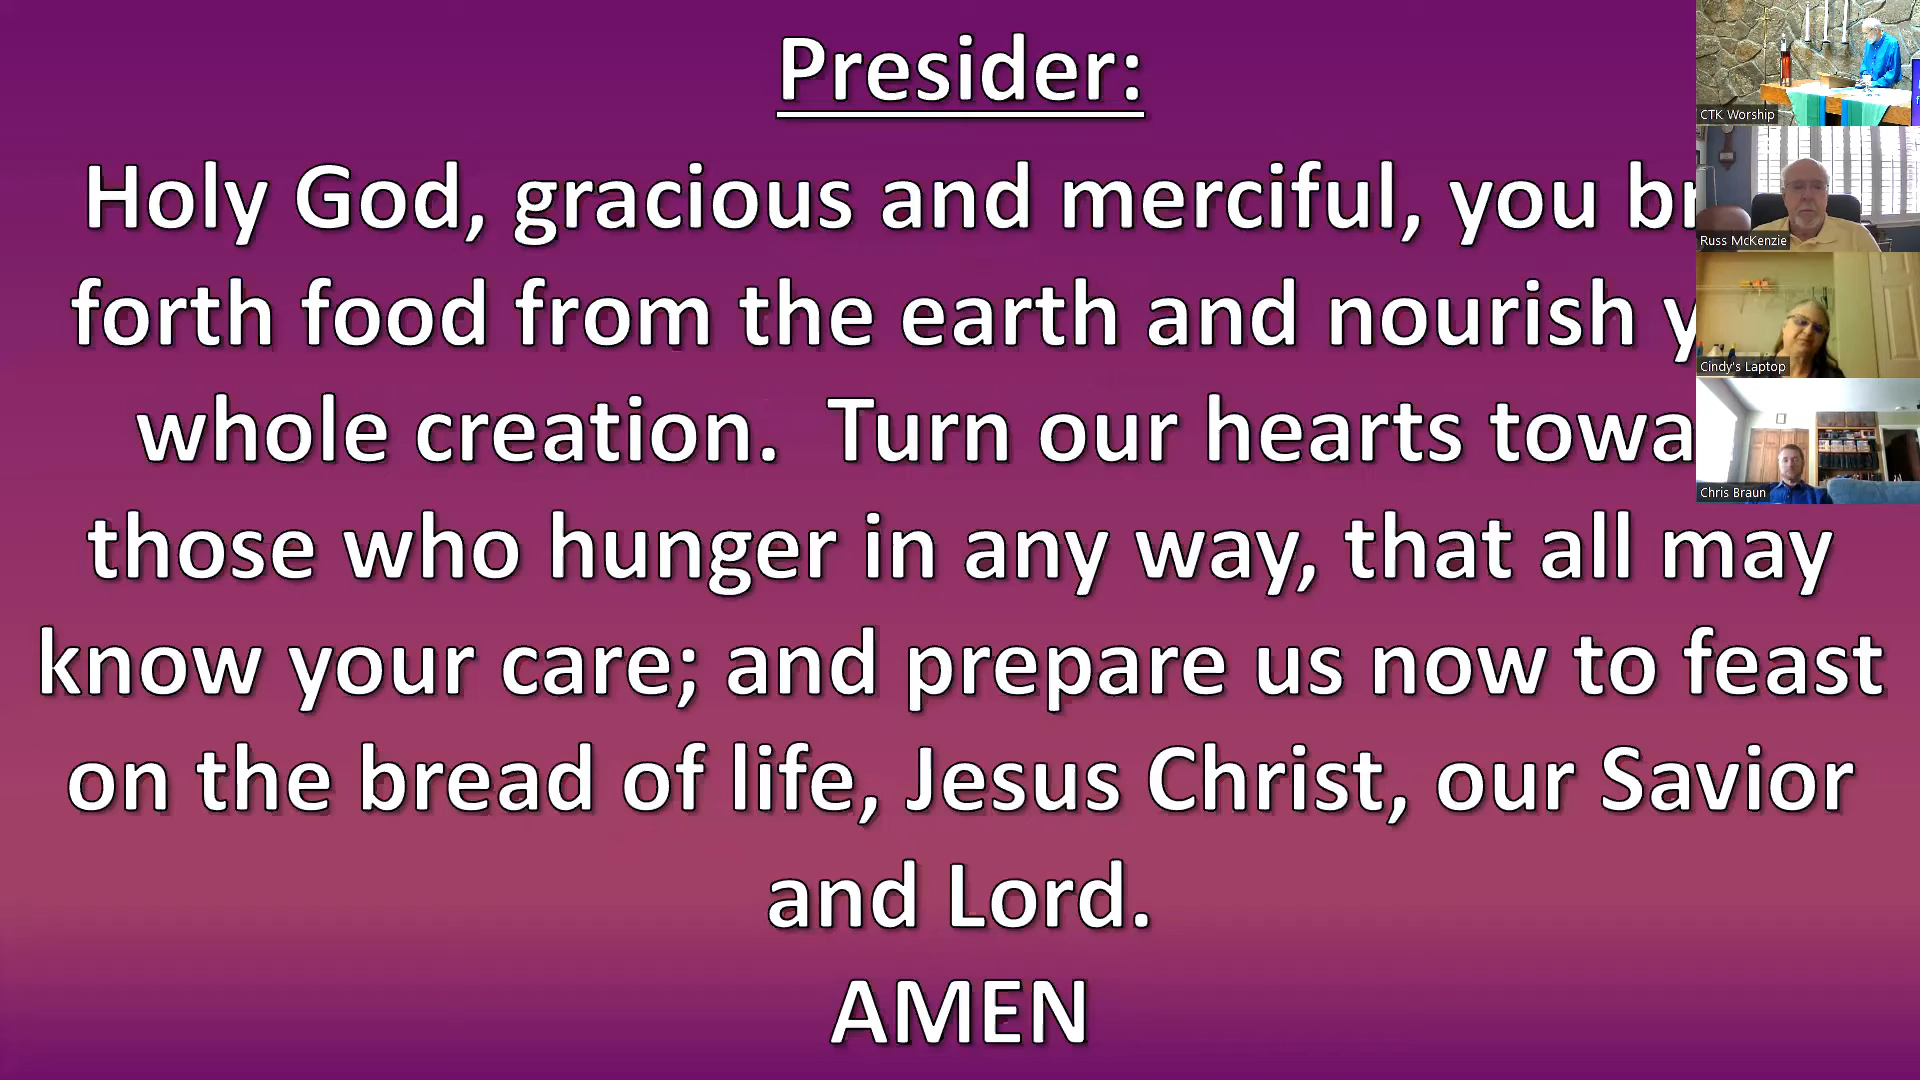 Presider:
Holy God, gracious and merciful, you
forth food from the earth and nourish
whole creation. Turn our hearts
those who hunger in any way, that all may
know your care; and prepare us now to feast
on the bread of life, Jesus Christ, our Savior
and Lord.
AMEN
CTK Worship
Russ McKenzie
Cindy's Laptop
Chris Braun